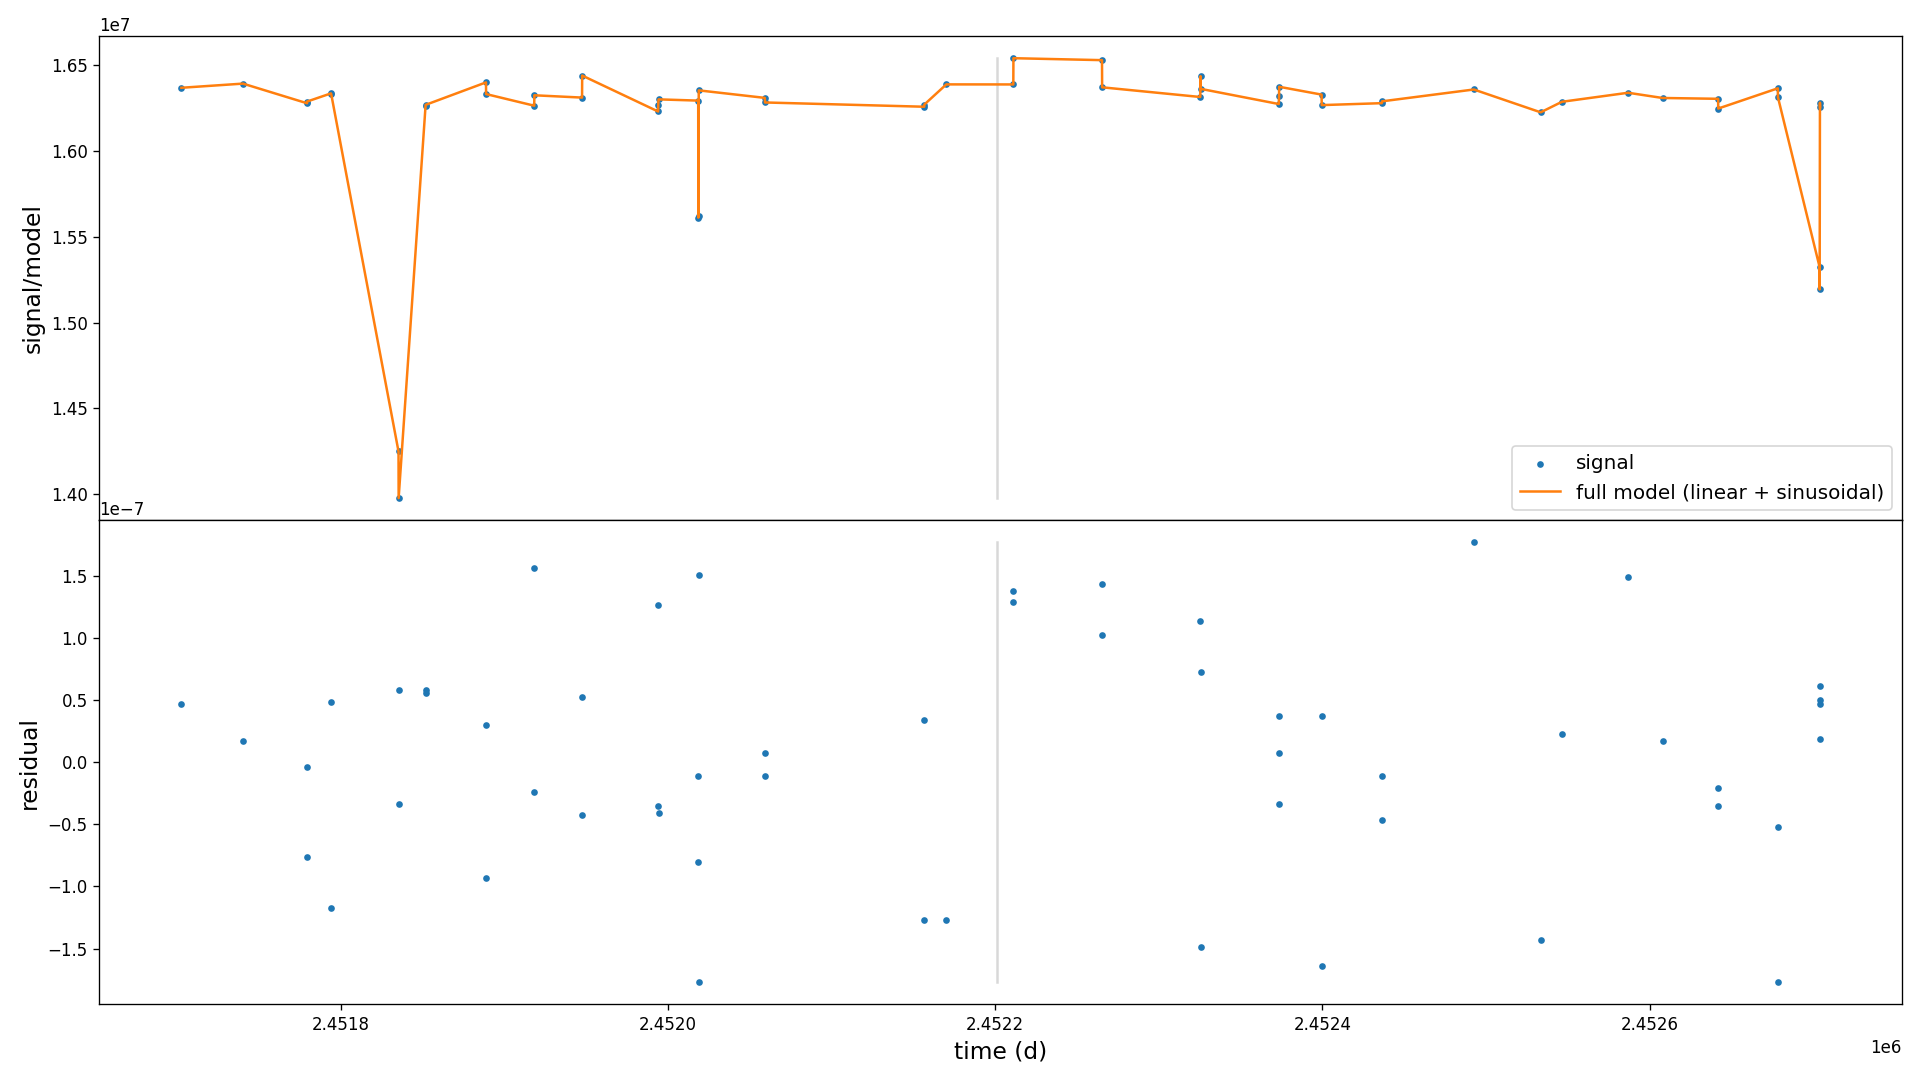 1e7
1.65
1.60
1.55
1.50
1.45
1.40
signal/model
signal
full model (linear + sinusoidal)
1e−7
1.5
1.0
0.5
0.0
−0.5
−1.0
−1.5
residual
2.4518
2.4520
2.4522
2.4524
2.4526
1e6
time (d)